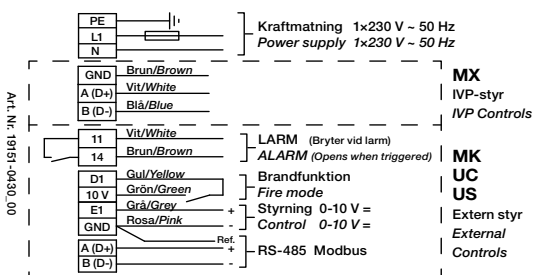 PE
L1
N
Kraftmatning 1×230 V ~ 50 Hz
Power supply 1×230 V ~ 50 Hz
GND Brun/Brown
A (D+) Vit/White
B (D-) Blå/Blue
MX
IVP-styr
IVP Controls
Art. Nr. 19151-0430_00
11 Vit/White
14 Brun/Brown
LARM (Bryter vid larm)
ALARM (Opens when triggered)
D1 Gul/Yellow
10 V Grön/Green
Brandfunktion
Fire mode
E1 Grå/Grey +
GND Rosa/Pink -
Styrning 0-10 V =
Control 0-10 V =
Ref.
A (D+) +
B (D-) -
RS-485 Modbus
MK
UC
US
Extern styr
External
Controls